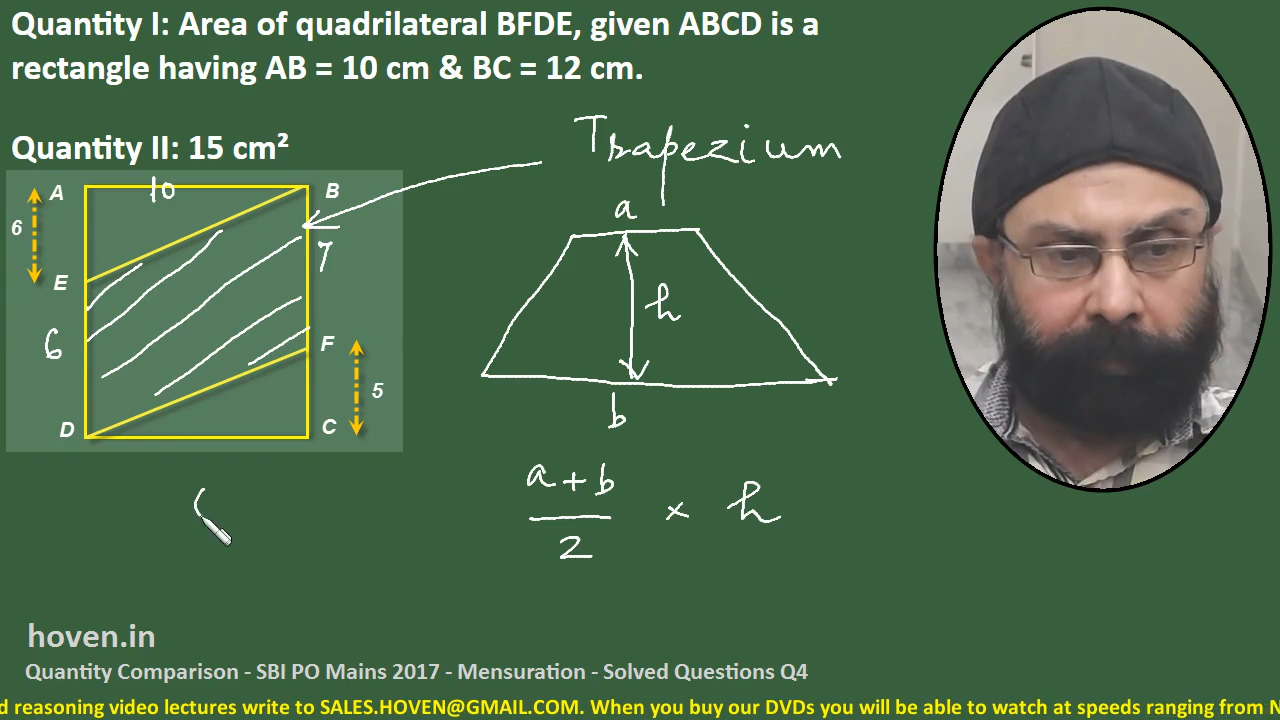 Quantity I: Area of quadrilateral BFDE, given ABCD is a
rectangle having AB = 10 cm & BC = 12 cm.
Quantity II: 15 cm²
Trapezium
A 10 B
6
7
E
6
F
5
D C
a
h
b
a + b
2
× h
hoven.in
Quantity Comparison - SBI PO Mains 2017 - Mensuration - Solved Questions Q4
d reasoning video lectures write to SALES.HOVEN@GMAIL.COM. When you buy our DVDs you will be able to watch at speeds ranging from N